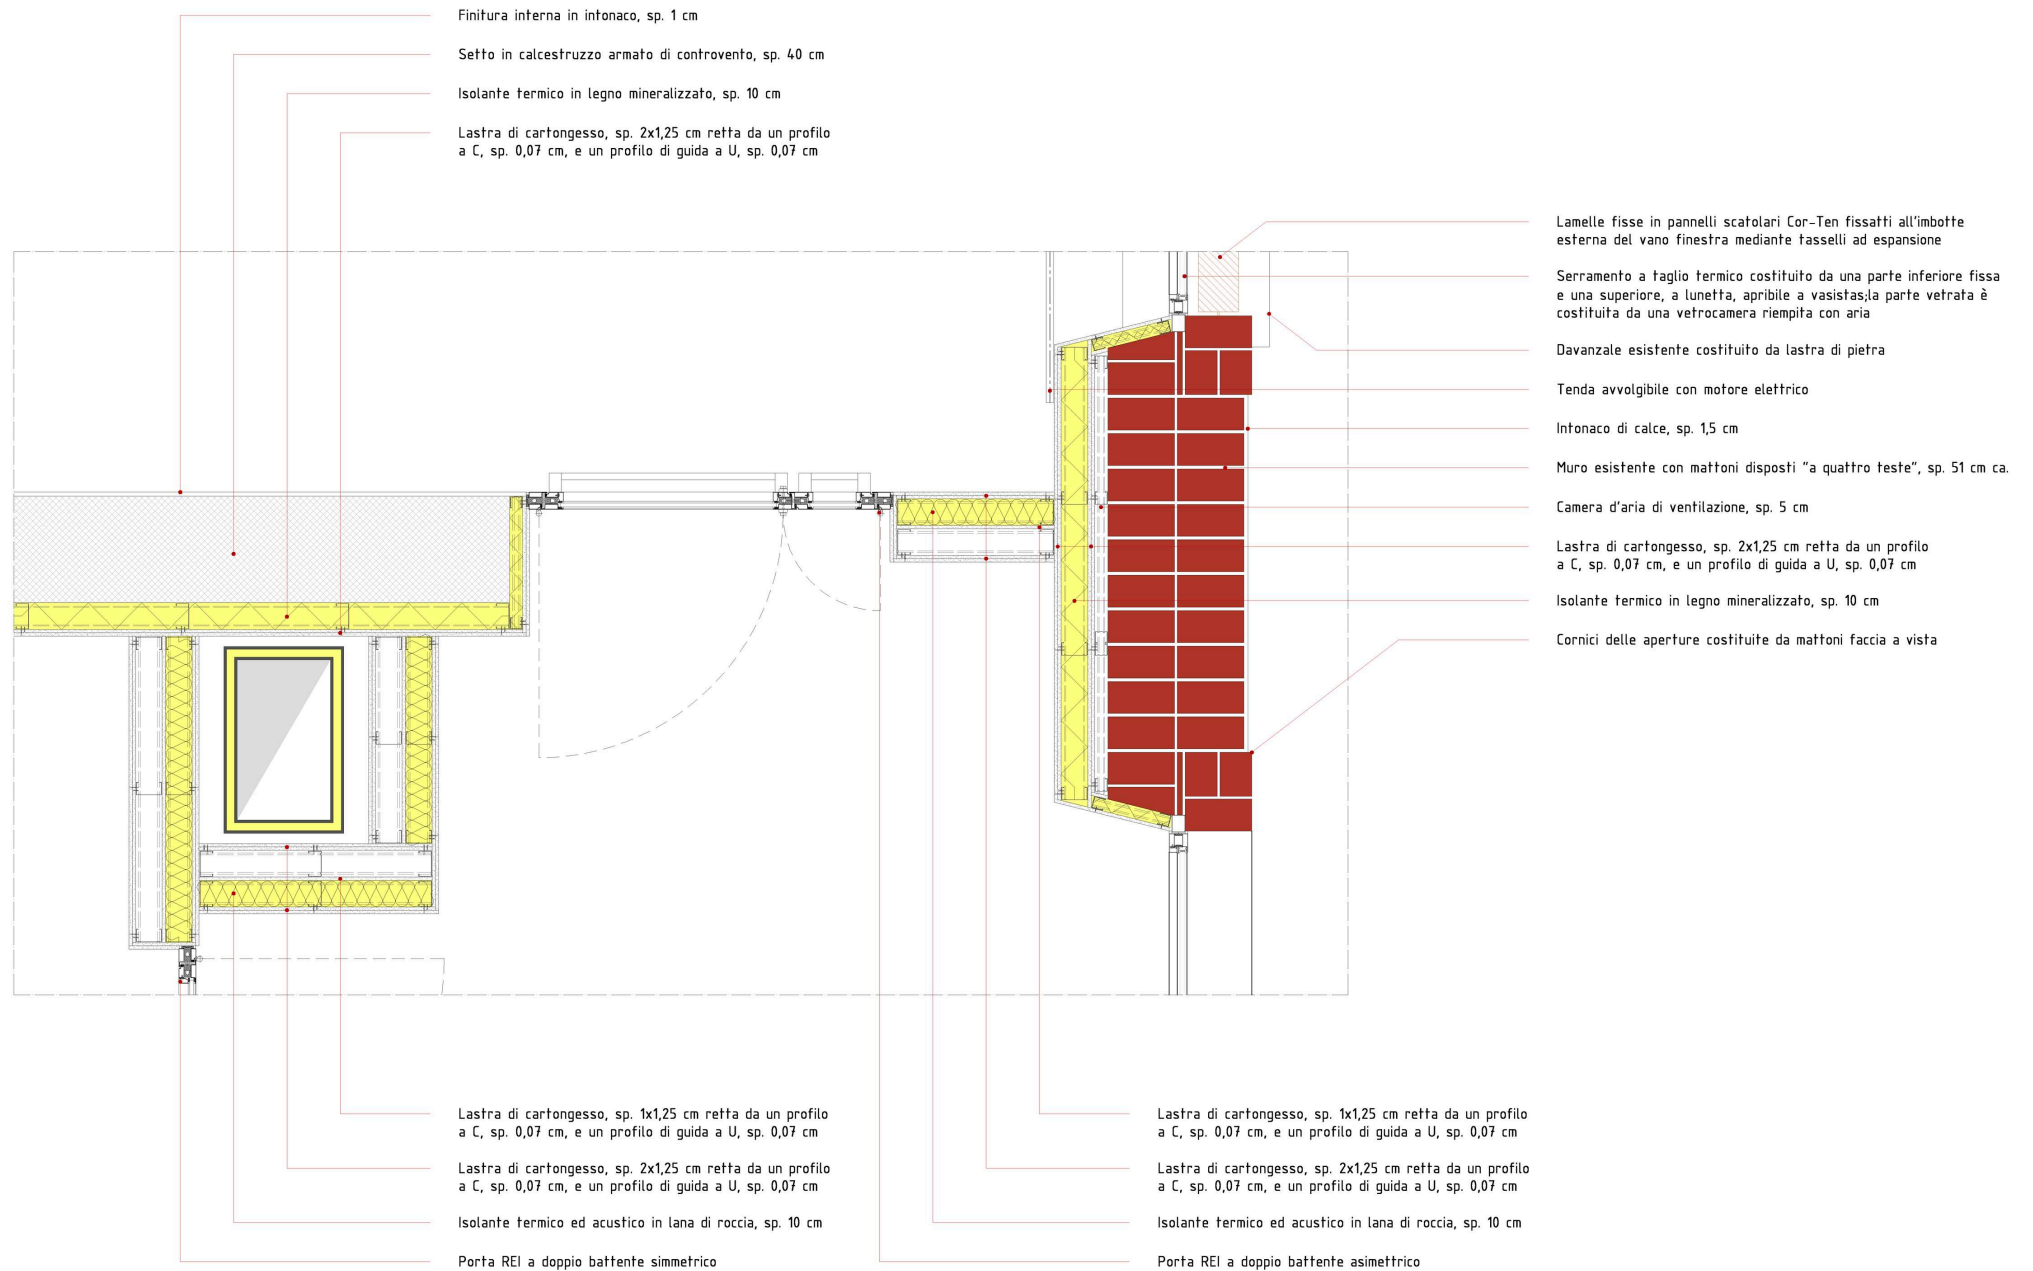 Finitura interna in intonaco, sp. 1 cm
Setto in calcestruzzo armato di controvento, sp. 40 cm
Isolante termico in legno mineralizzato, sp. 10 cm
Lastra di cartongesso, sp. 2x1,25 cm retta da un profilo
a C, sp. 0,07 cm, e un profilo di guida a U, sp. 0,07 cm
Lamelle fisse in pannelli scatolari Cor-Ten fissatti all'imbotte
esterna del vano finestra mediante tasselli ad espansione
Serramento a taglio termico costituito da una parte inferiore fissa
e una superiore, a lunetta, apribile a vasistas;la parte vetrata è
costituita da una vetrocamera riempita con aria
Davanzale esistente costituito da lastra di pietra
Tenda avvolgibile con motore elettrico
Intonaco di calce, sp. 1,5 cm
Muro esistente con mattoni disposti "a quattro teste", sp. 51 cm ca.
Camera d'aria di ventilazione, sp. 5 cm
Lastra di cartongesso, sp. 2x1,25 cm retta da un profilo
a C, sp. 0,07 cm, e un profilo di guida a U, sp. 0,07 cm
Isolante termico in legno mineralizzato, sp. 10 cm
Cornici delle aperture costituite da mattoni faccia a vista
Lastra di cartongesso, sp. 1x1,25 cm retta da un profilo
a C, sp. 0,07 cm, e un profilo di guida a U, sp. 0,07 cm
Lastra di cartongesso, sp. 2x1,25 cm retta da un profilo
a C, sp. 0,07 cm, e un profilo di guida a U, sp. 0,07 cm
Isolante termico ed acustico in lana di roccia, sp. 10 cm
Porta REI a doppio battente simmetrico
Lastra di cartongesso, sp. 1x1,25 cm retta da un profilo
a C, sp. 0,07 cm, e un profilo di guida a U, sp. 0,07 cm
Lastra di cartongesso, sp. 2x1,25 cm retta da un profilo
a C, sp. 0,07 cm, e un profilo di guida a U, sp. 0,07 cm
Isolante termico ed acustico in lana di roccia, sp. 10 cm
Porta REI a doppio battente asimettrico